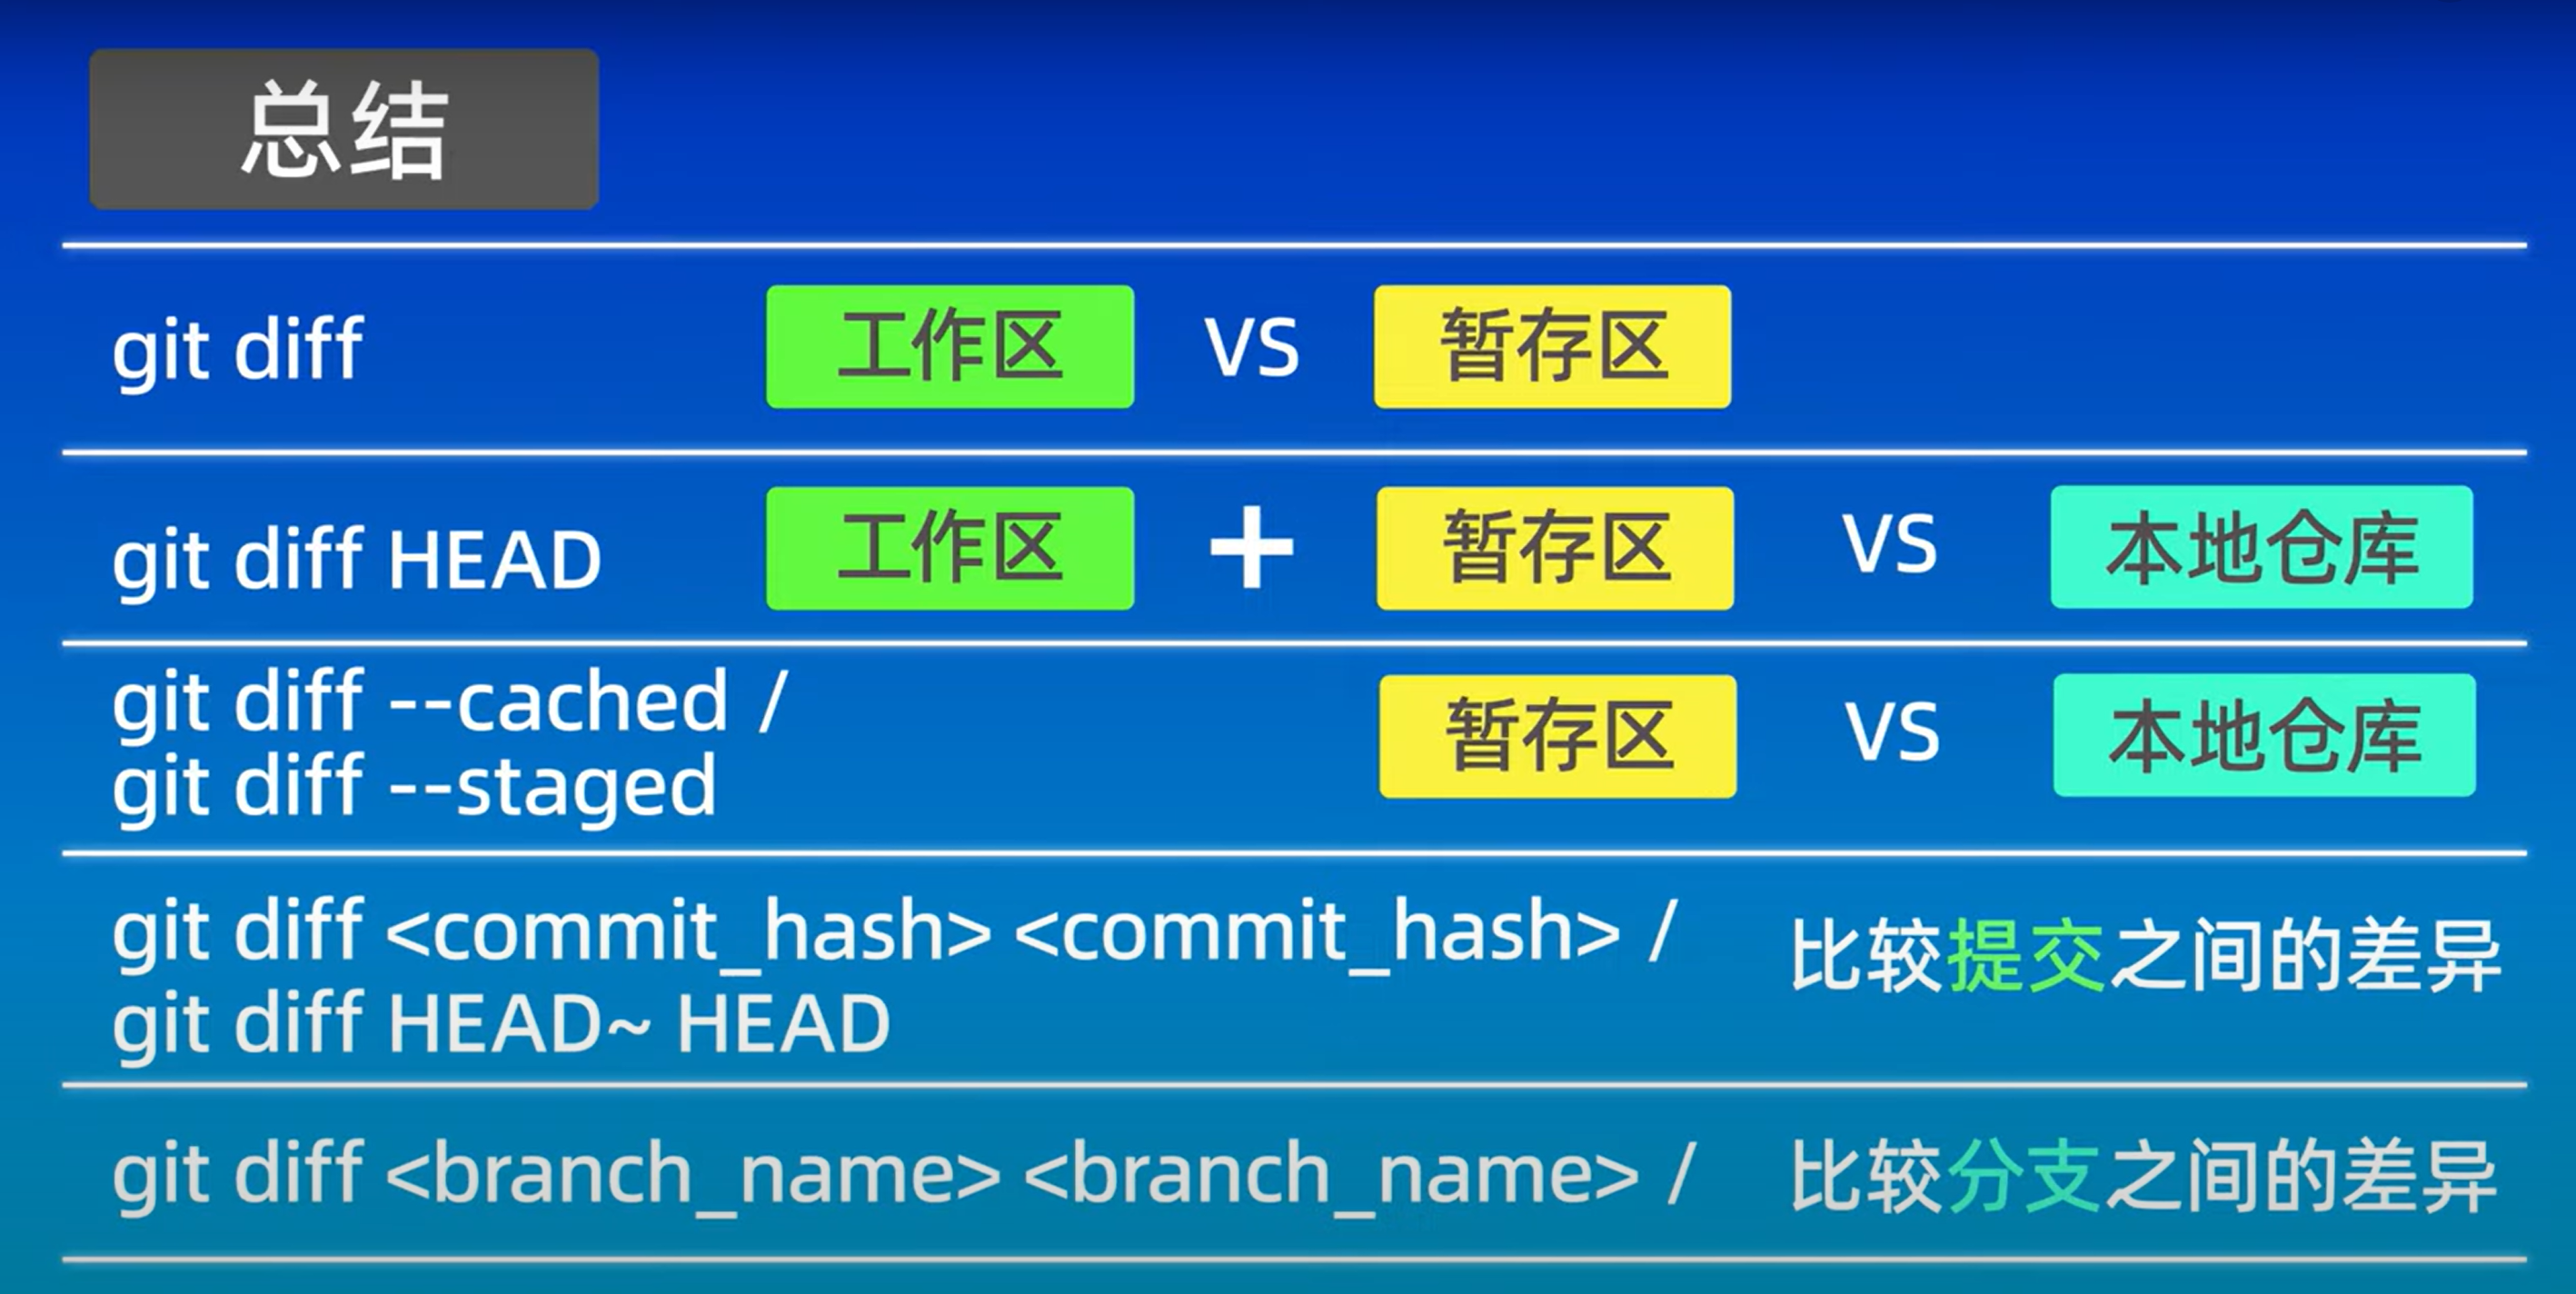 总结
git diff 工作区 VS 暂存区
git diff HEAD 工作区 + 暂存区 VS 本地仓库
git diff --cached /
git diff --staged
暂存区 VS 本地仓库
git diff <commit_hash> <commit_hash> /
git diff HEAD~ HEAD
比较提交之间的差异
git diff <branch_name> <branch_name> / 比较分支之间的差异